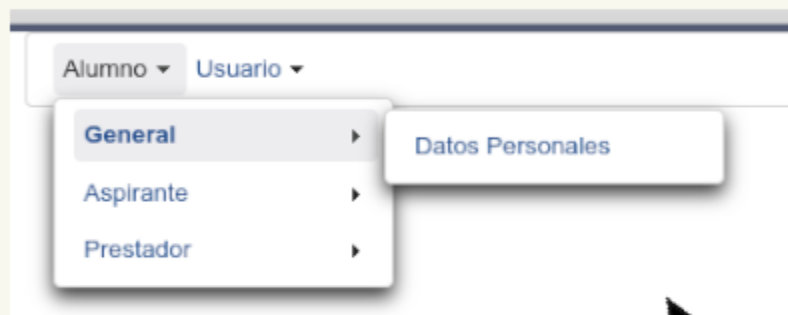 Alumno Usuario
General
Datos Personales
Aspirante
Prestador